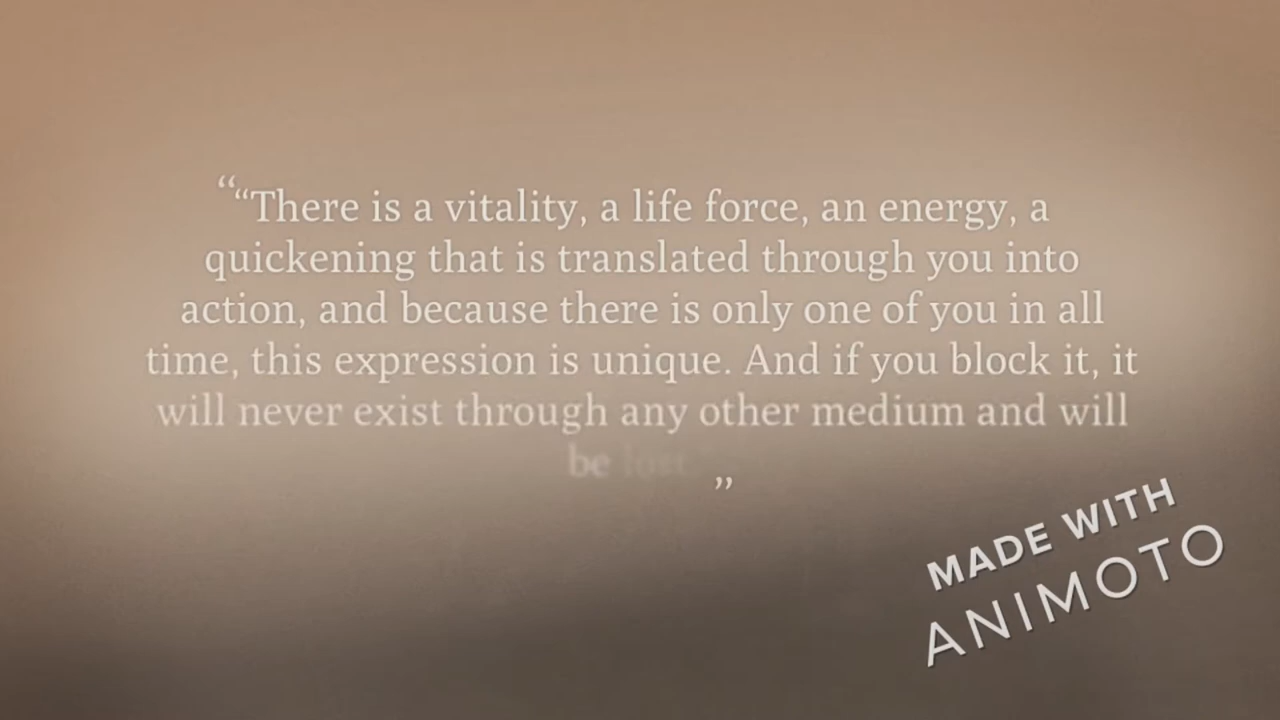 ““There is a vitality, a life force, an energy, a
quickening that is translated through you into
action, and because there is only one of you in all
time, this expression is unique. And if you block it, it
will never exist through any other medium and will
be lost ”
MADE WITH
ANIMOTO